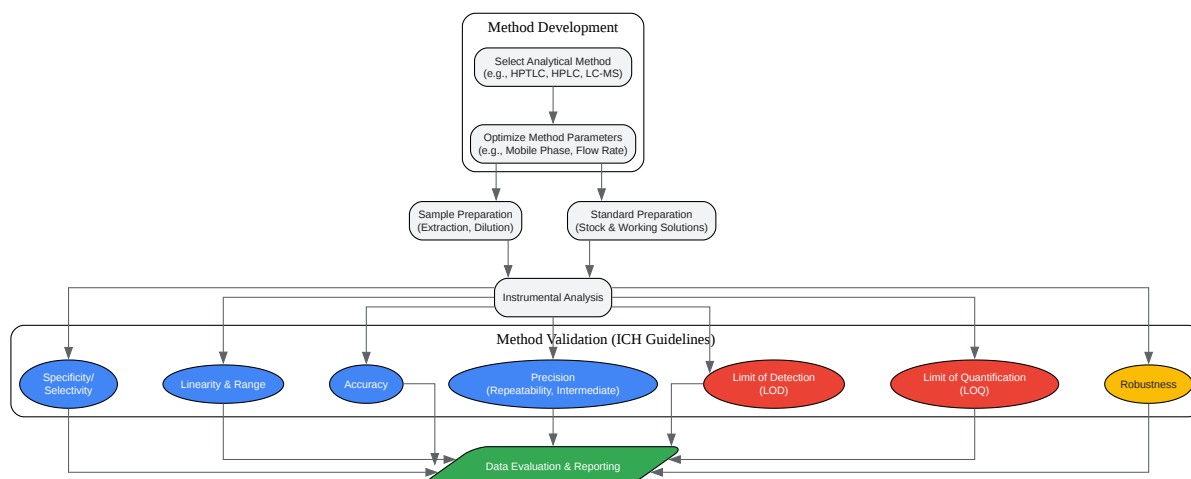 Method Development
Select Analytical Method
(e.g., HPTLC, HPLC, LC-MS)
Optimize Method Parameters
(e.g., Mobile Phase, Flow Rate)
Sample Preparation
(Extraction, Dilution)
Standard Preparation
(Stock & Working Solutions)
Instrumental Analysis
Method Validation (ICH Guidelines)
Specificity/
Selectivity
Linearity & Range
Accuracy
Precision
(Repeatability, Intermediate)
Limit of Detection
(LOD)
Limit of Quantification
(LOQ)
Robustness
Data Evaluation & Reporting